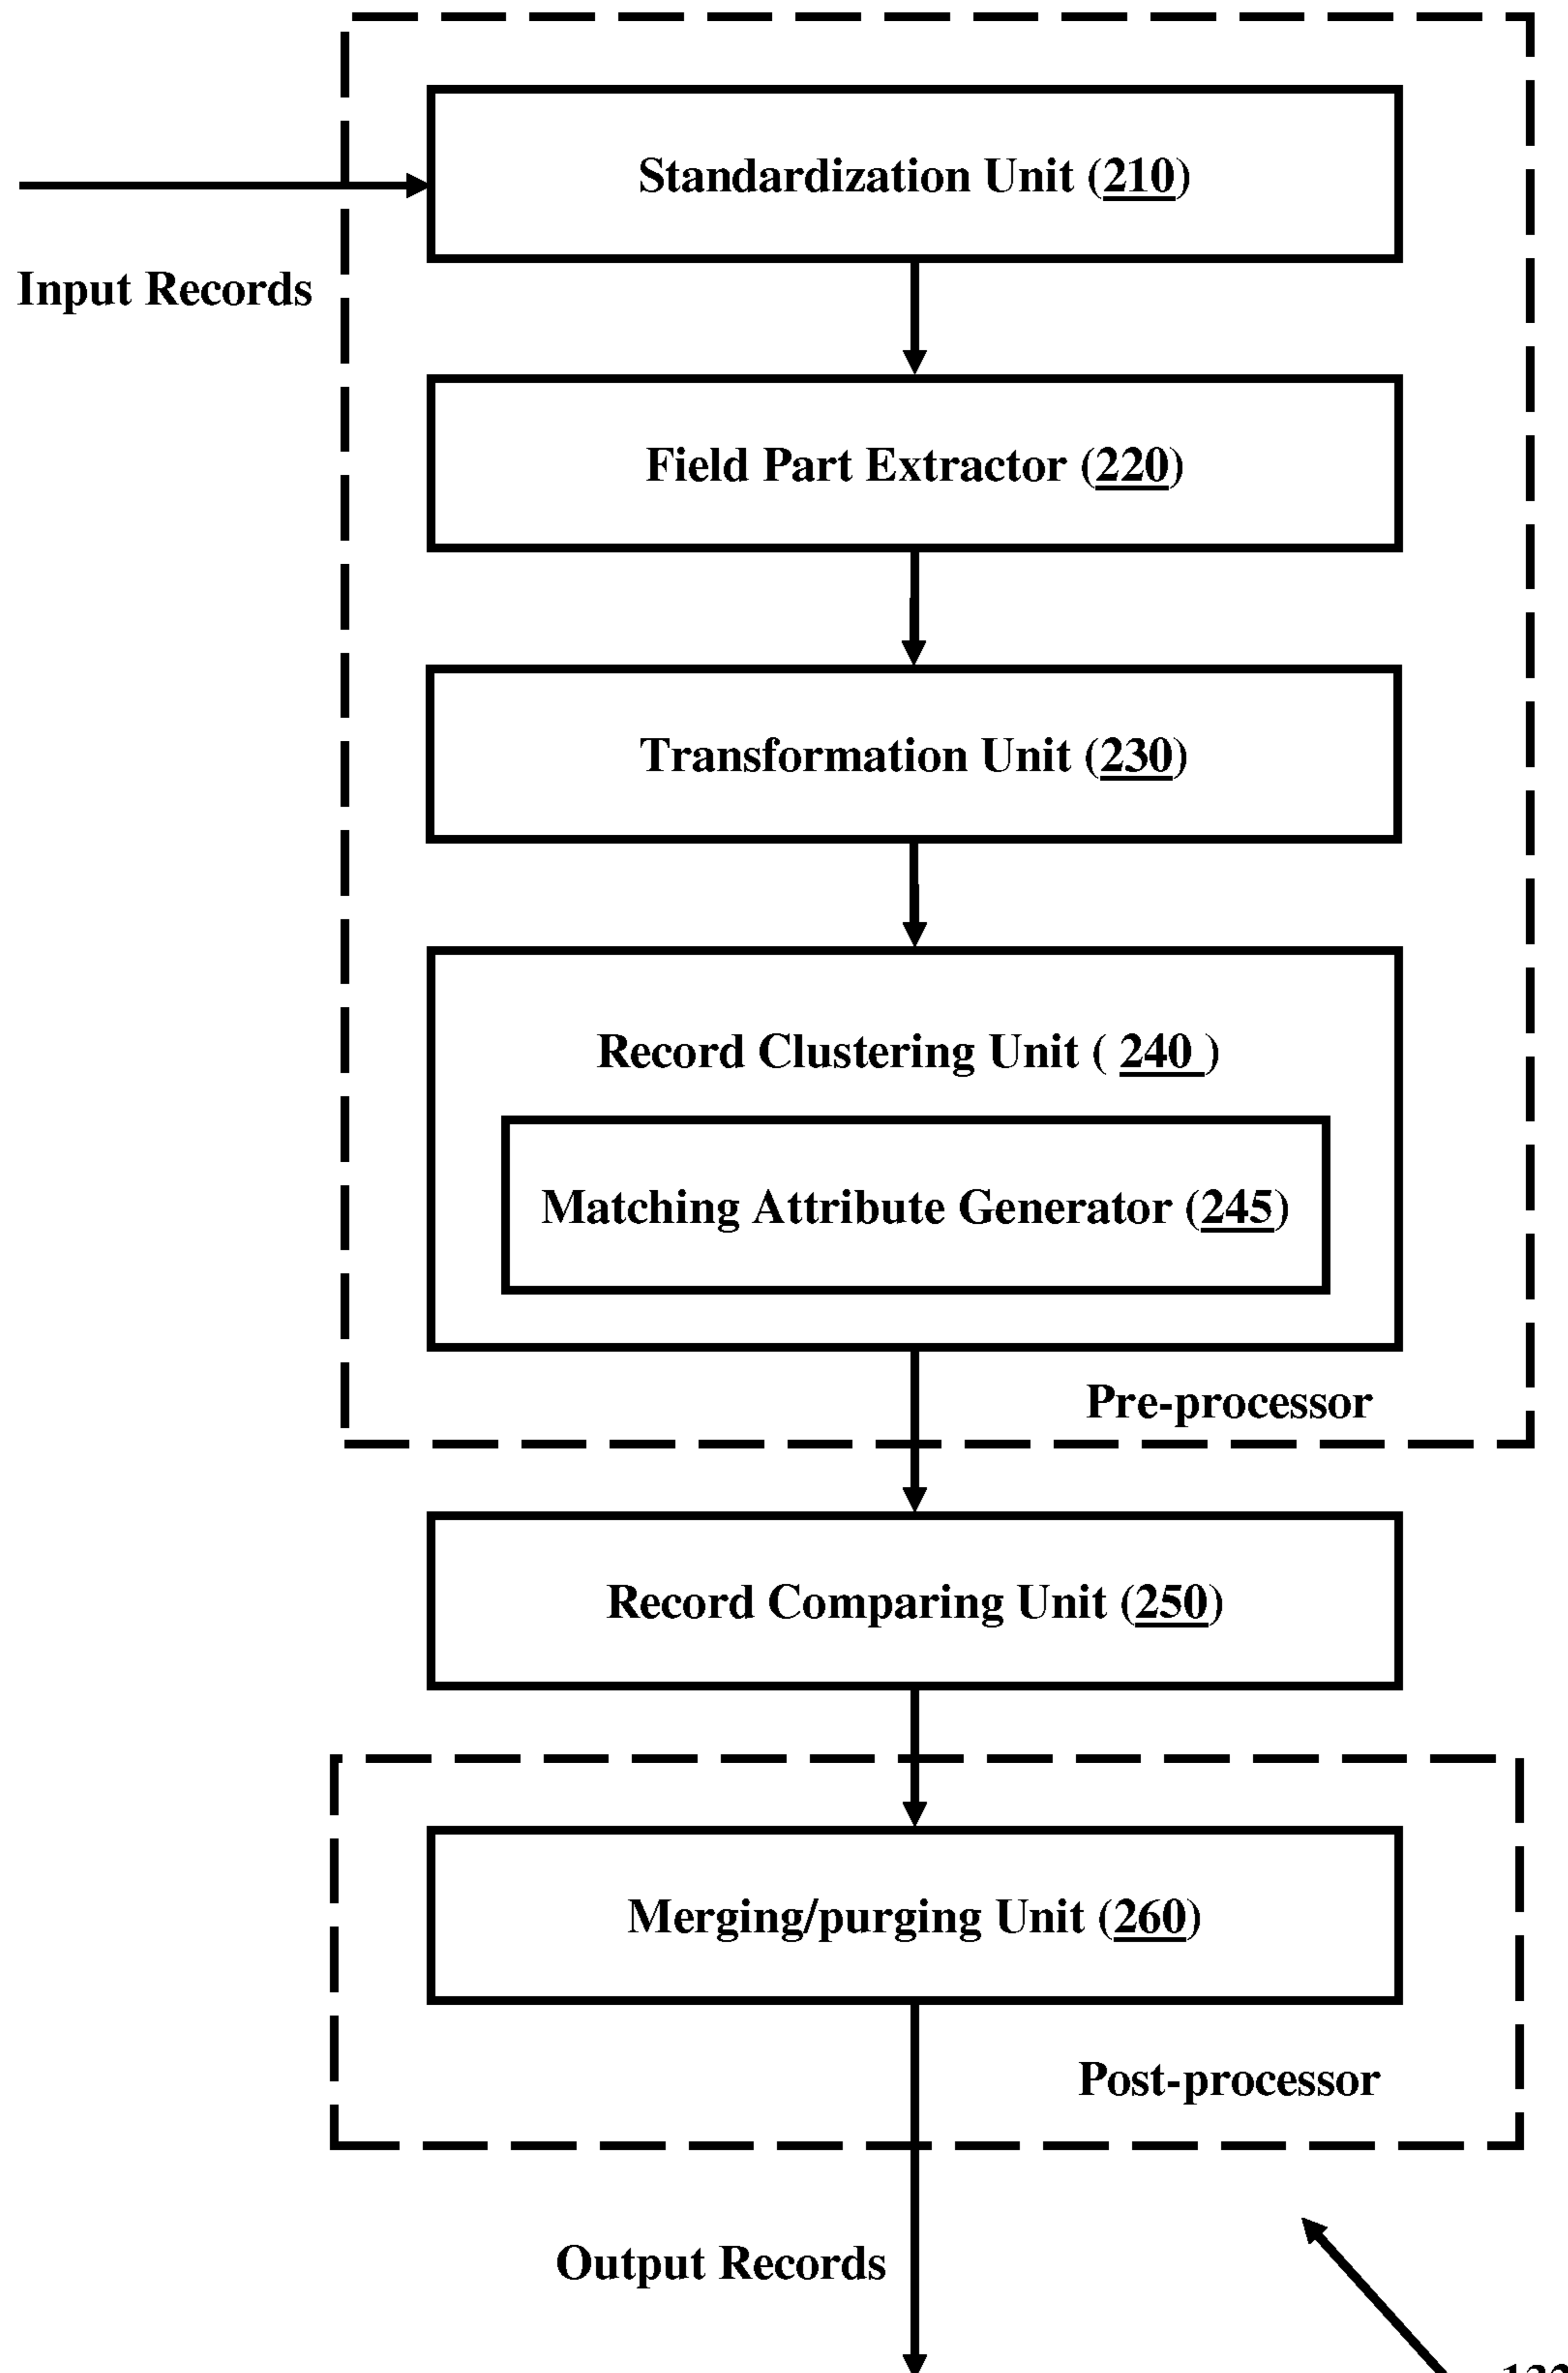 Standardization Unit (210)
Input Records
Field Part Extractor (220)
Transformation Unit (230)
Record Clustering Unit ( 240 )
Matching Attribute Generator (245)
Pre-processor
Record Comparing Unit (250)
Merging/purging Unit (260)
Post-processor
Output Records